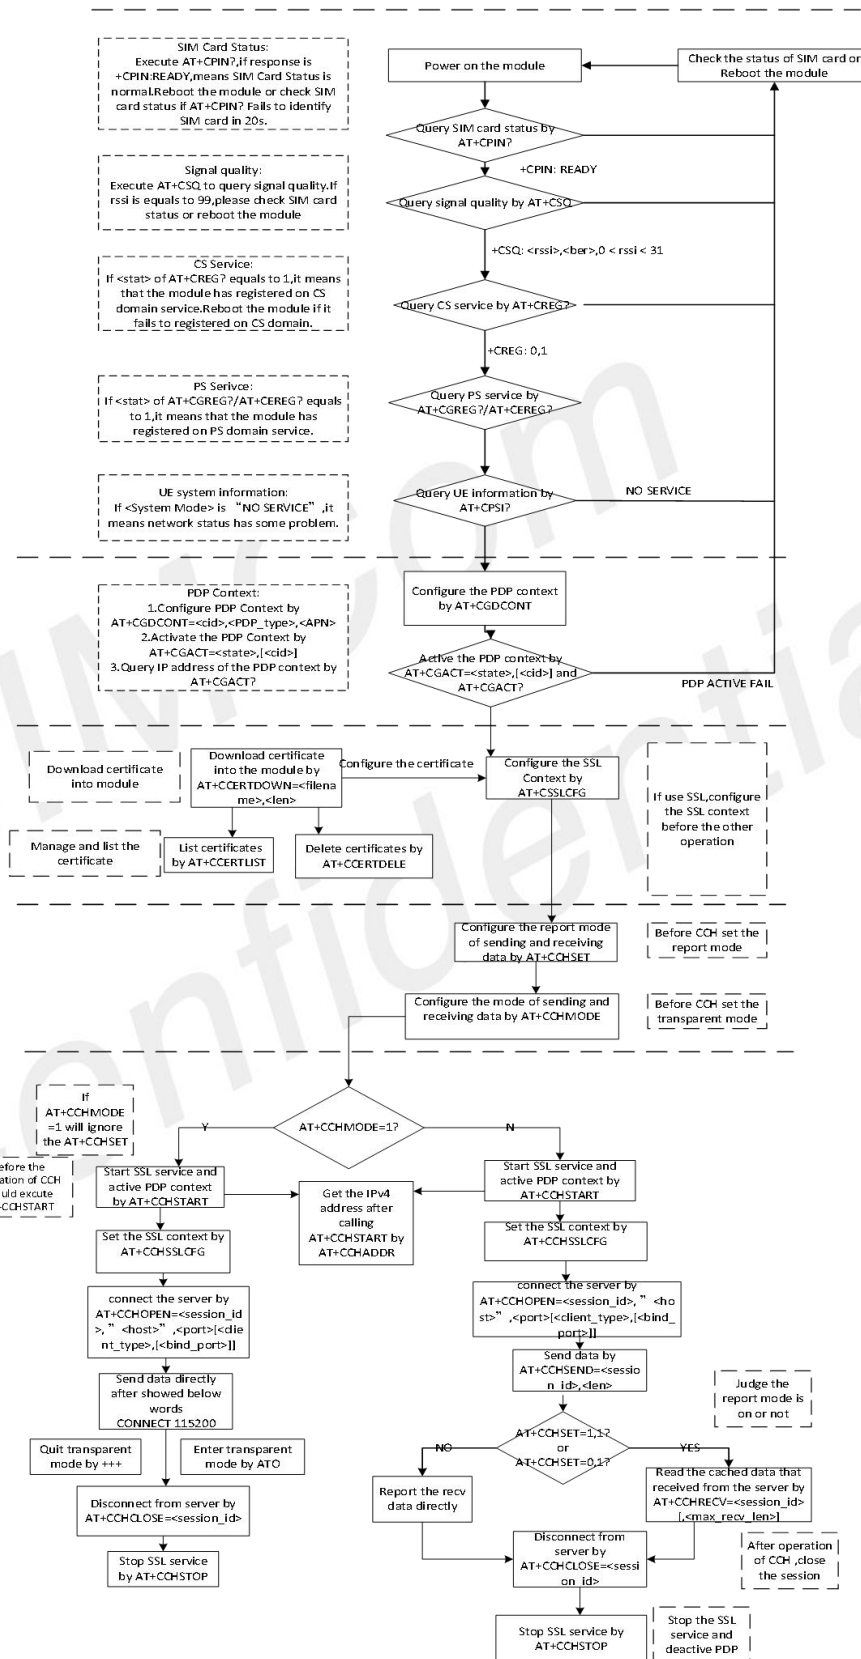 SIM Card Status:
Execute AT+CPIN?,if response is
+CPIN:READY,means SIM Card Status is
normal.Reboot the module or check SIM
card status if AT+CPIN? Fails to identify
SIM card in 20s.
Power on the module
Check the status of SIM card or
Reboot the module
Query SIM card status by
AT+CPIN?
+CPIN: READY
Signal quality:
Execute AT+CSQ to query signal quality.If
rssi is equals to 99,please check SIM card
status or reboot the module
Query signal quality by AT+CSQ
+CSQ: <rssi>,<ber>,0 < rssi < 31
CS Service:
If <stat> of AT+CREG? equals to 1,it means
that the module has registered on CS
domain service.Reboot the module if it
fails to registered on CS domain.
Query CS service by AT+CREG?
+CREG: 0,1
PS Serivce:
If <stat> of AT+CGREG?/AT+CEREG? equals
to 1,it means that the module has
registered on PS domain service.
Query PS service by
AT+CGREG?/AT+CEREG?
UE system information:
If <System Mode> is “NO SERVICE”,it
means network status has some problem.
Query UE information by
AT+CPSI?
NO SERVICE
PDP Context:
1.Configure PDP Context by
AT+CGDCONT=<cid>,<PDP_type>,<APN>
2.Activate the PDP Context by
AT+CGACT=<state>,[<cid>]
3.Query IP address of the PDP context by
AT+CGACT?
Configure the PDP context
by AT+CGDCONT
Active the PDP context by
AT+CGACT=<state>,[<cid>] and
AT+CGACT?
PDP ACTIVE FAIL
Download certificate
into module
Download certificate
into the module by
AT+CCERTDOWN=<filena
me>,<len>
Configure the certificate
Configure the SSL
Context by
AT+CSSLCFG
If use SSL,configure
the SSL context
before the other
operation
Manage and list the
certificate
List certificates
by AT+CCERTLIST
Delete certificates by
AT+CCERTDELE
Configure the report mode
of sending and receiving
data by AT+CCHSET
Before CCH set the
report mode
Configure the mode of sending and
receiving data by AT+CCHMODE
Before CCH set the
transparent mode
If
AT+CCHMODE
=1 will ignore
the AT+CCHSET
AT+CCHMODE=1?
Y
N
efore the
ation of CCH
uld excute
+CCHSTART
Start SSL service and
active PDP context
by AT+CCHSTART
Get the IPv4
address after
calling
AT+CCHSTART by
AT+CCHADDR
Start SSL service and
active PDP context by
AT+CCHSTART
Set the SSL context by
AT+CCHSSLCFG
Set the SSL context by
AT+CCHSSLCFG
connect the server by
AT+CCHOPEN=<session_id
>,”<host>”,<port>[<clie
nt_type>,[<bind_port>]]
connect the server by
AT+CCHOPEN=<session_id>,”<ho
st>”,<port>[<client_type>,[<bind_
port>]]
Send data directly
after showed below
words
CONNECT 115200
Send data by
AT+CCHSEND=<sessio
n_id>,<len>
Judge the
report mode is
on or not
Quit transparent
mode by +++
Enter transparent
mode by ATO
AT+CCHSET=1,1?
or
AT+CCHSET=0,1?
NO
YES
Disconnect from server by
AT+CCHCLOSE=<session_id>
Report the recv
data directly
Read the cached data that
received from the server by
AT+CCHRECV=<session_id>
[,<max_recv_len>]
Stop SSL service
by AT+CCHSTOP
Disconnect from
server by
AT+CCHCLOSE=<sessi
on_id>
After operation
of CCH ,close
the session
Stop SSL service by
AT+CCHSTOP
Stop the SSL
service and
deactive PDP
IMCom
onfidentia